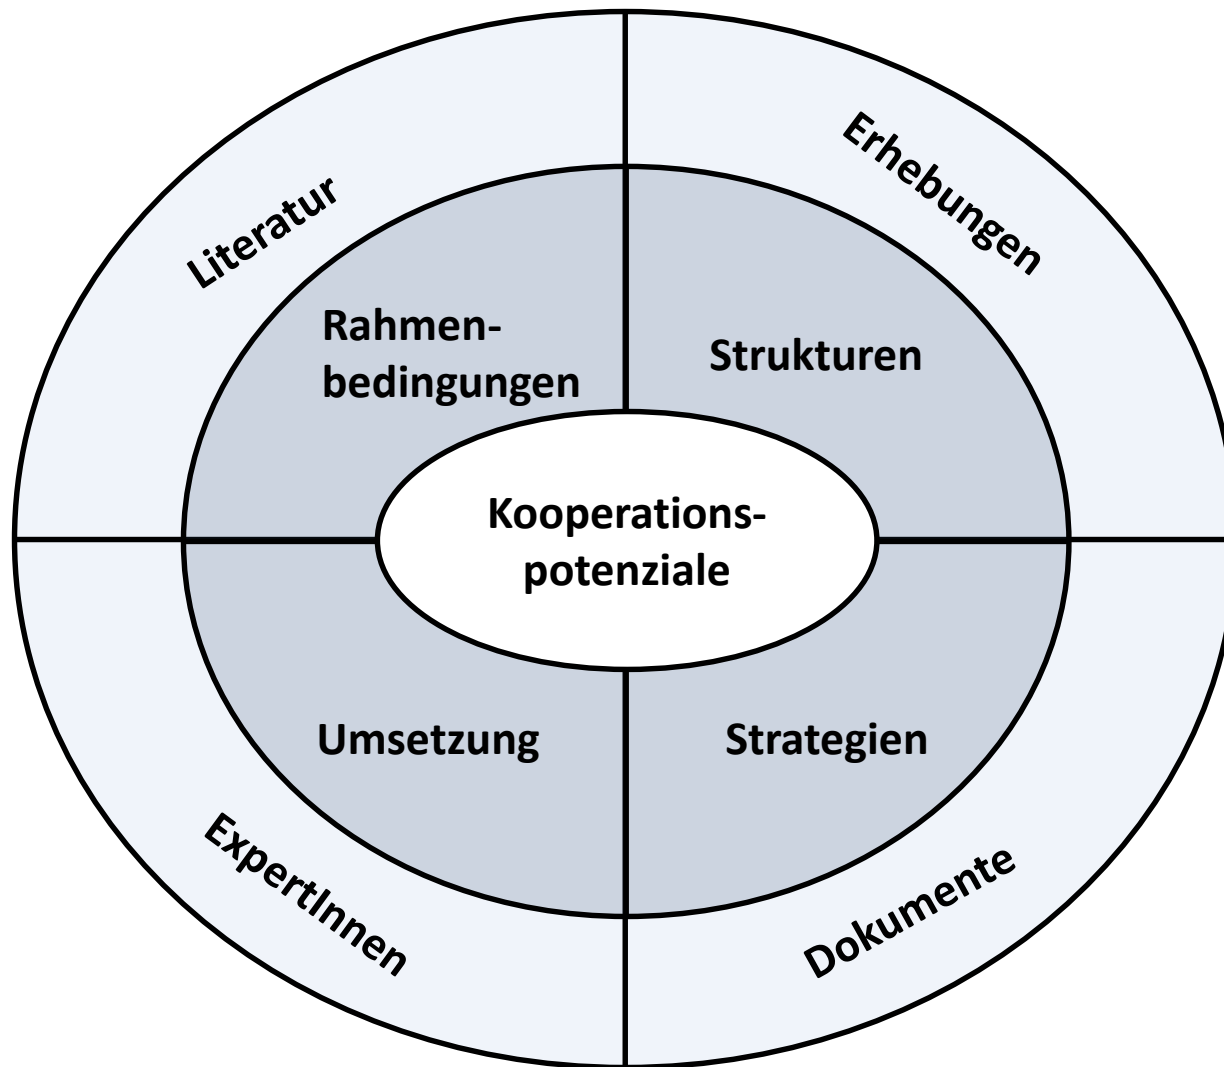 Literatur
Erhebungen
Rahmen-
bedingungen
Strukturen
Kooperations-
potenziale
Umsetzung
Strategien
ExpertInnen
Dokumente